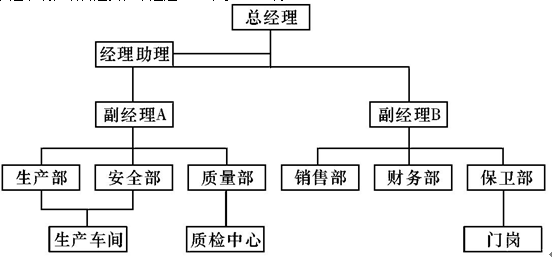 总经理
经理助理
副经理A
副经理B
生产部
安全部
质量部
销售部
财务部
保卫部
生产车间
质检中心
门岗